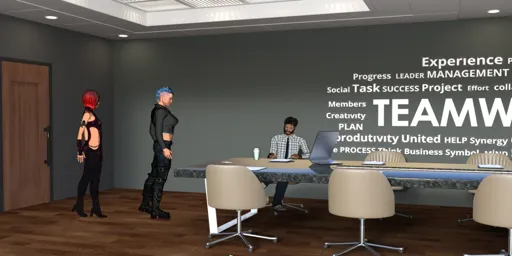 Experience
Progress LEADER MANAGEMENT
Social Task SUCCESS Project Effort
Members
Creativity TEAMW
PLAN
productivity United HELP Synergy
PROCESS Think Business Symbol